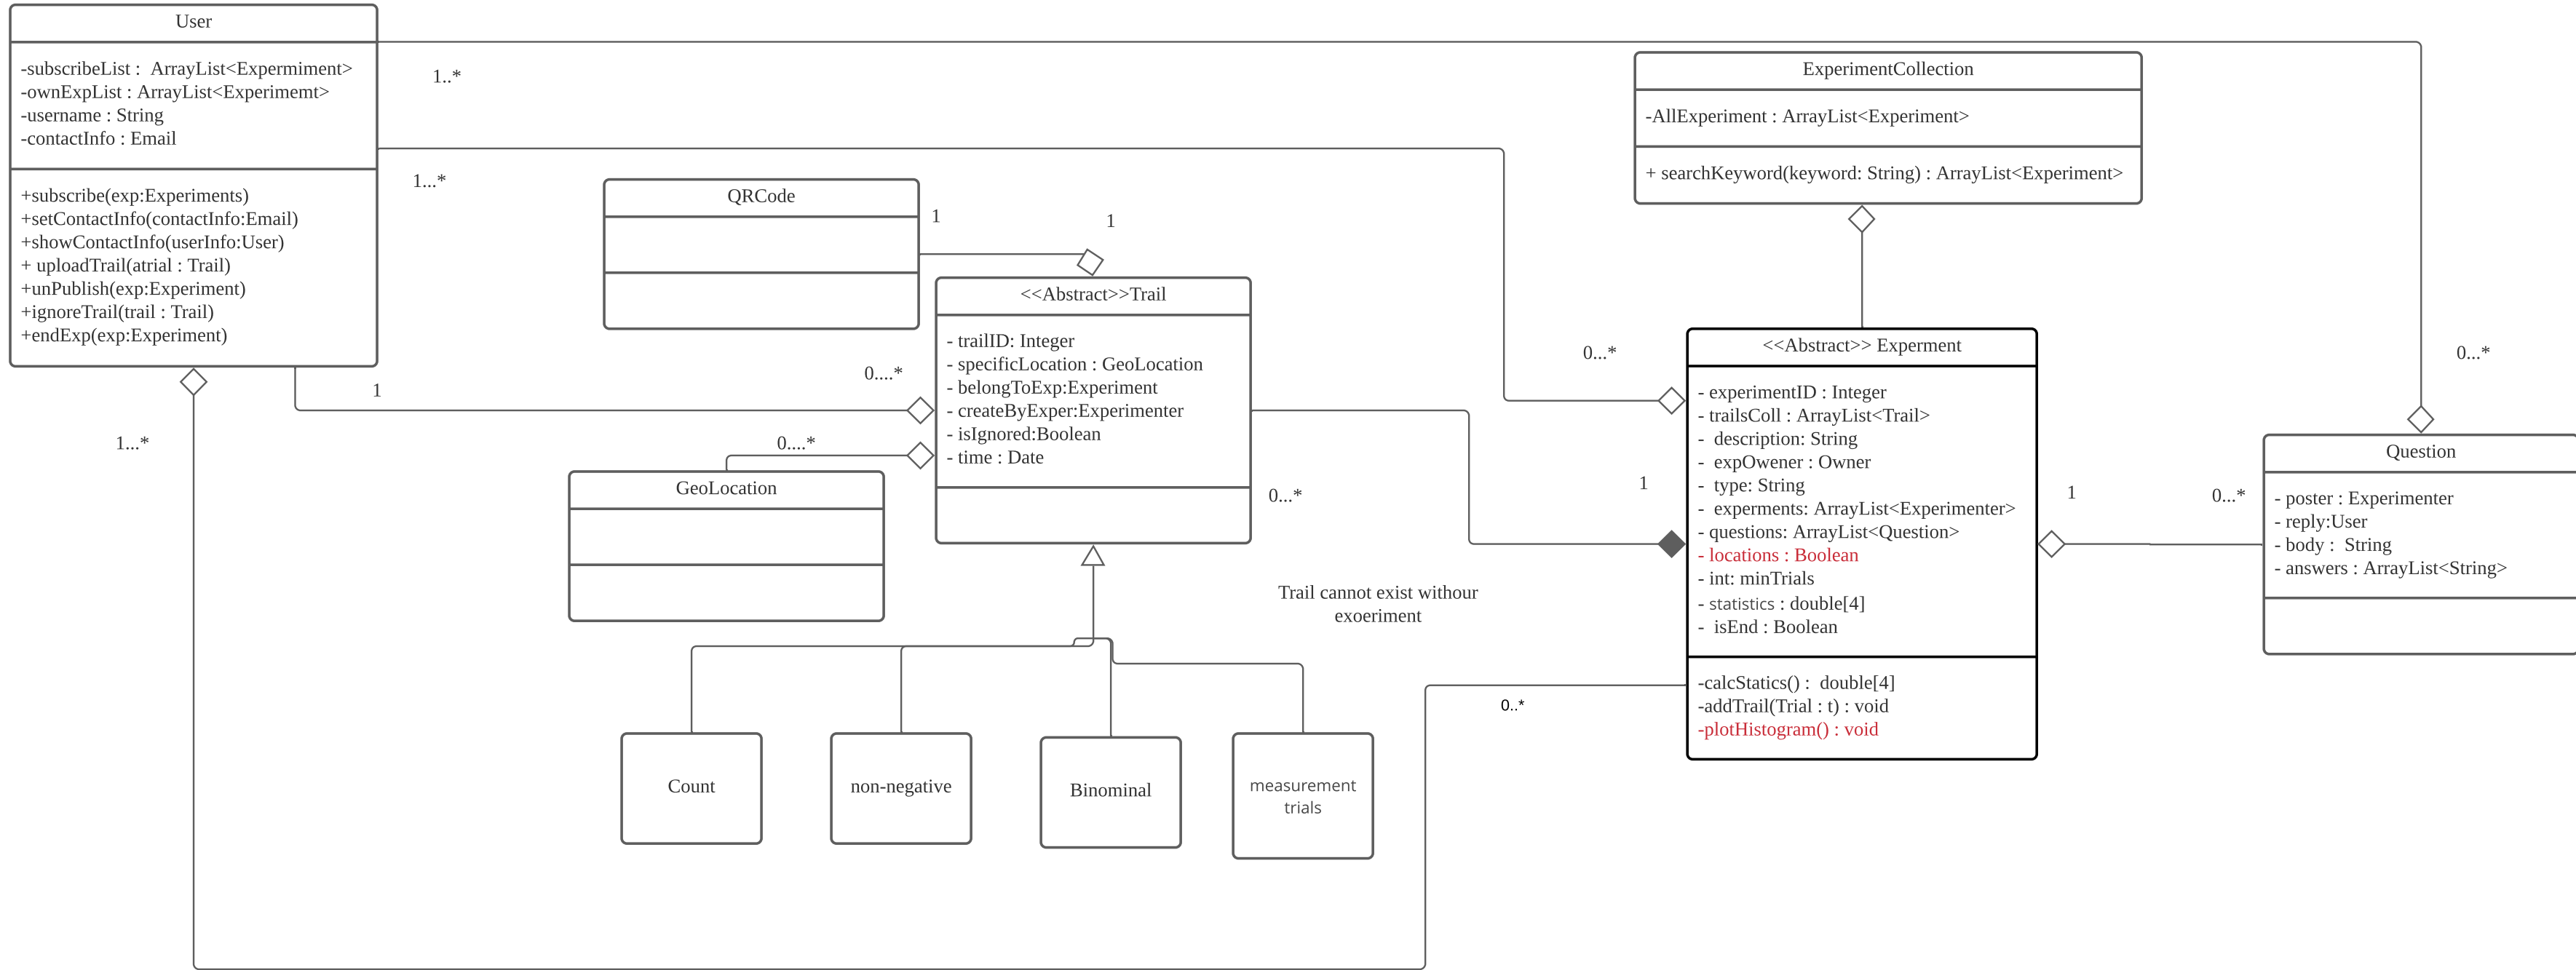 User
-subscribeList :  ArrayList<Expermiment>
-ownExpList : ArrayList<Experimemt>
-username : String
-contactInfo : Email
+subscribe(exp:Experiments)
+setContactInfo(contactInfo:Email)
+showContactInfo(userInfo:User)
+ uploadTrail(atrial : Trail)
+unPublish(exp:Experiment)
+ignoreTrail(trail : Trail)
+endExp(exp:Experiment)
1..*
1...*
1
1...*
QRCode
1
1
ExperimentCollection
-AllExperiment : ArrayList<Experiment>
+ searchKeyword(keyword: String) : ArrayList<Experiment>
<<Abstract>>Trail
- trailID: Integer
- specificLocation : GeoLocation
- belongToExp:Experiment
- createByExper:Experimenter
- isIgnored:Boolean
- time : Date
0....*
0....*
0...*
GeoLocation
Trail cannot exist withour
exoeriment
0...*
1
<<Abstract>> Experment
- experimentID : Integer
- trailsColl : ArrayList<Trail>
-  description: String
-  expOwener : Owner
-  type: String
-  experments: ArrayList<Experimenter>
- questions: ArrayList<Question>
- locations : Boolean
- int: minTrials
- statistics : double[4]
-  isEnd : Boolean
-calcStatics() :  double[4]
-addTrail(Trial : t) : void
-plotHistogram() : void
0..*
1
0...*
0...*
Question
- poster : Experimenter
- reply:User
- body :  String
- answers : ArrayList<String>
Count
non-negative
Binominal
measurement
trials